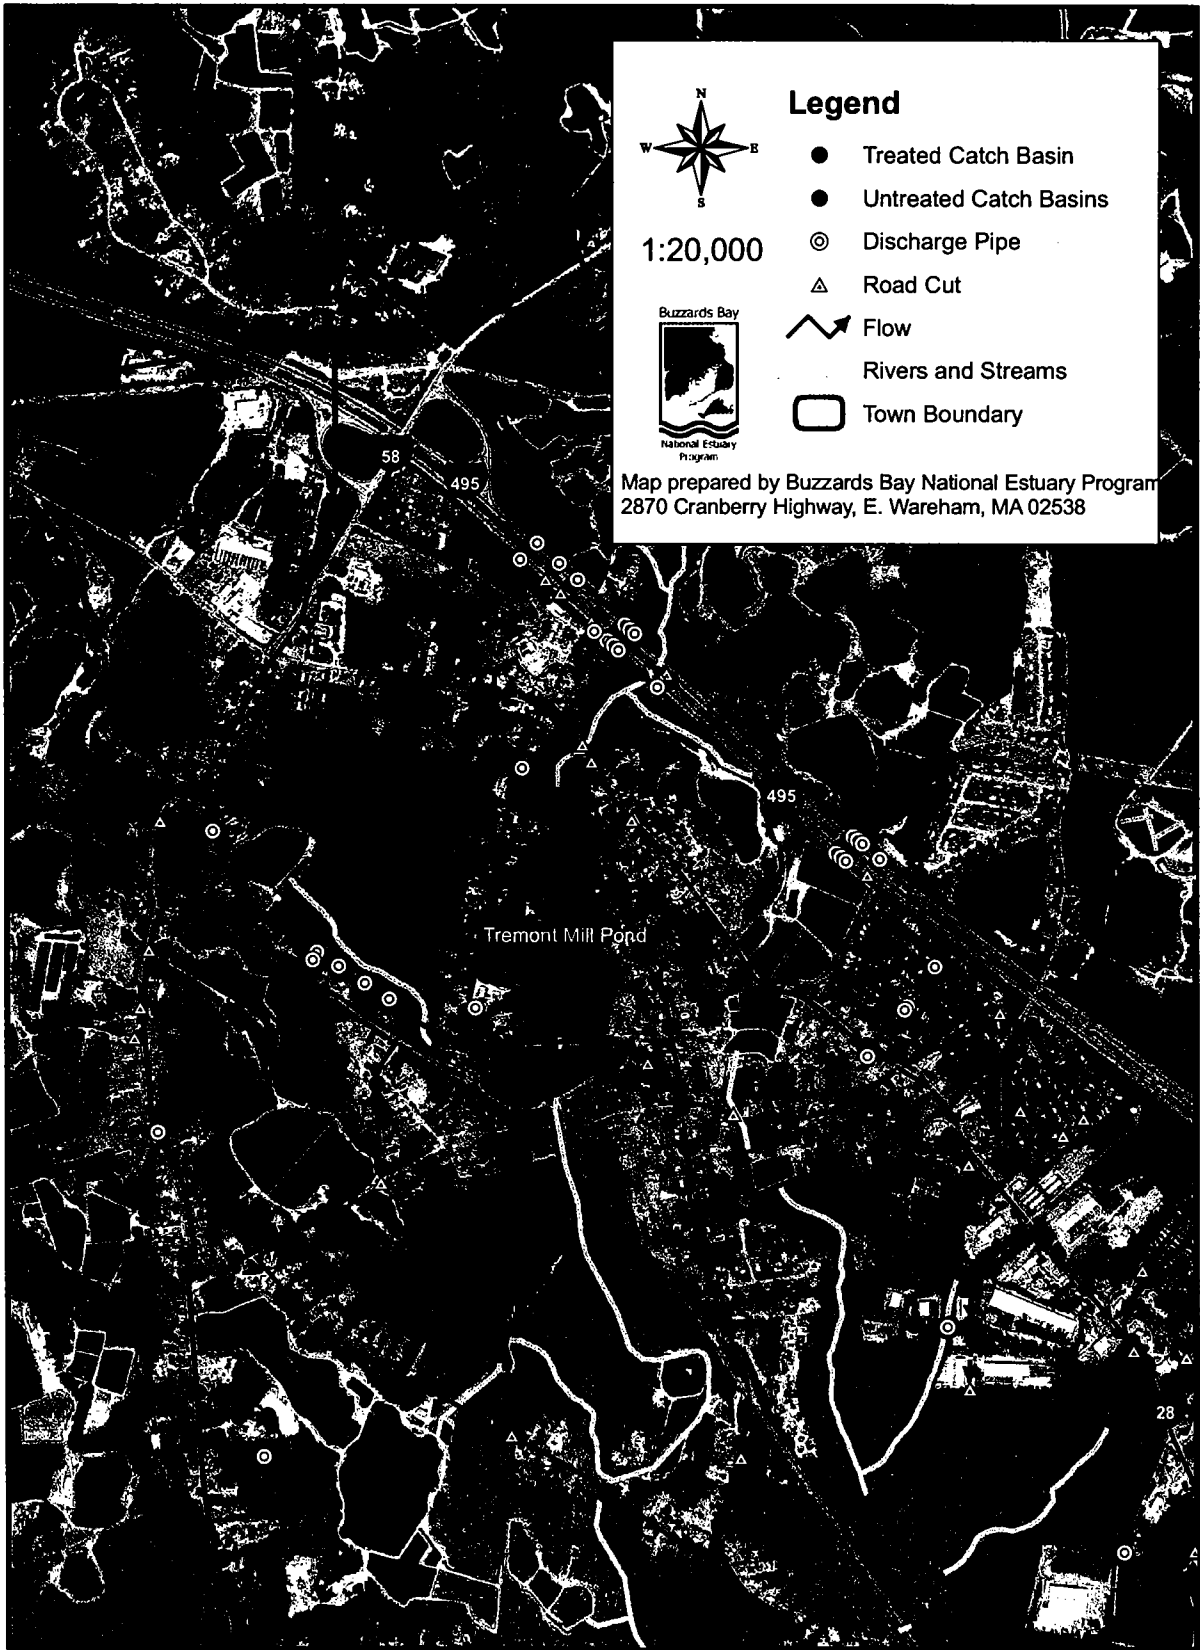 Legend
N
W
E
S
Treated Catch Basin
Untreated Catch Basins
1:20,000
Discharge Pipe
Road Cut
Buzzards Bay
Flow
Rivers and Streams
Town Boundary
National Estuary
Program
Map prepared by Buzzards Bay National Estuary Program
2870 Cranberry Highway, E. Wareham, MA 02538
58
495
495
Tremont Mill Pond
28